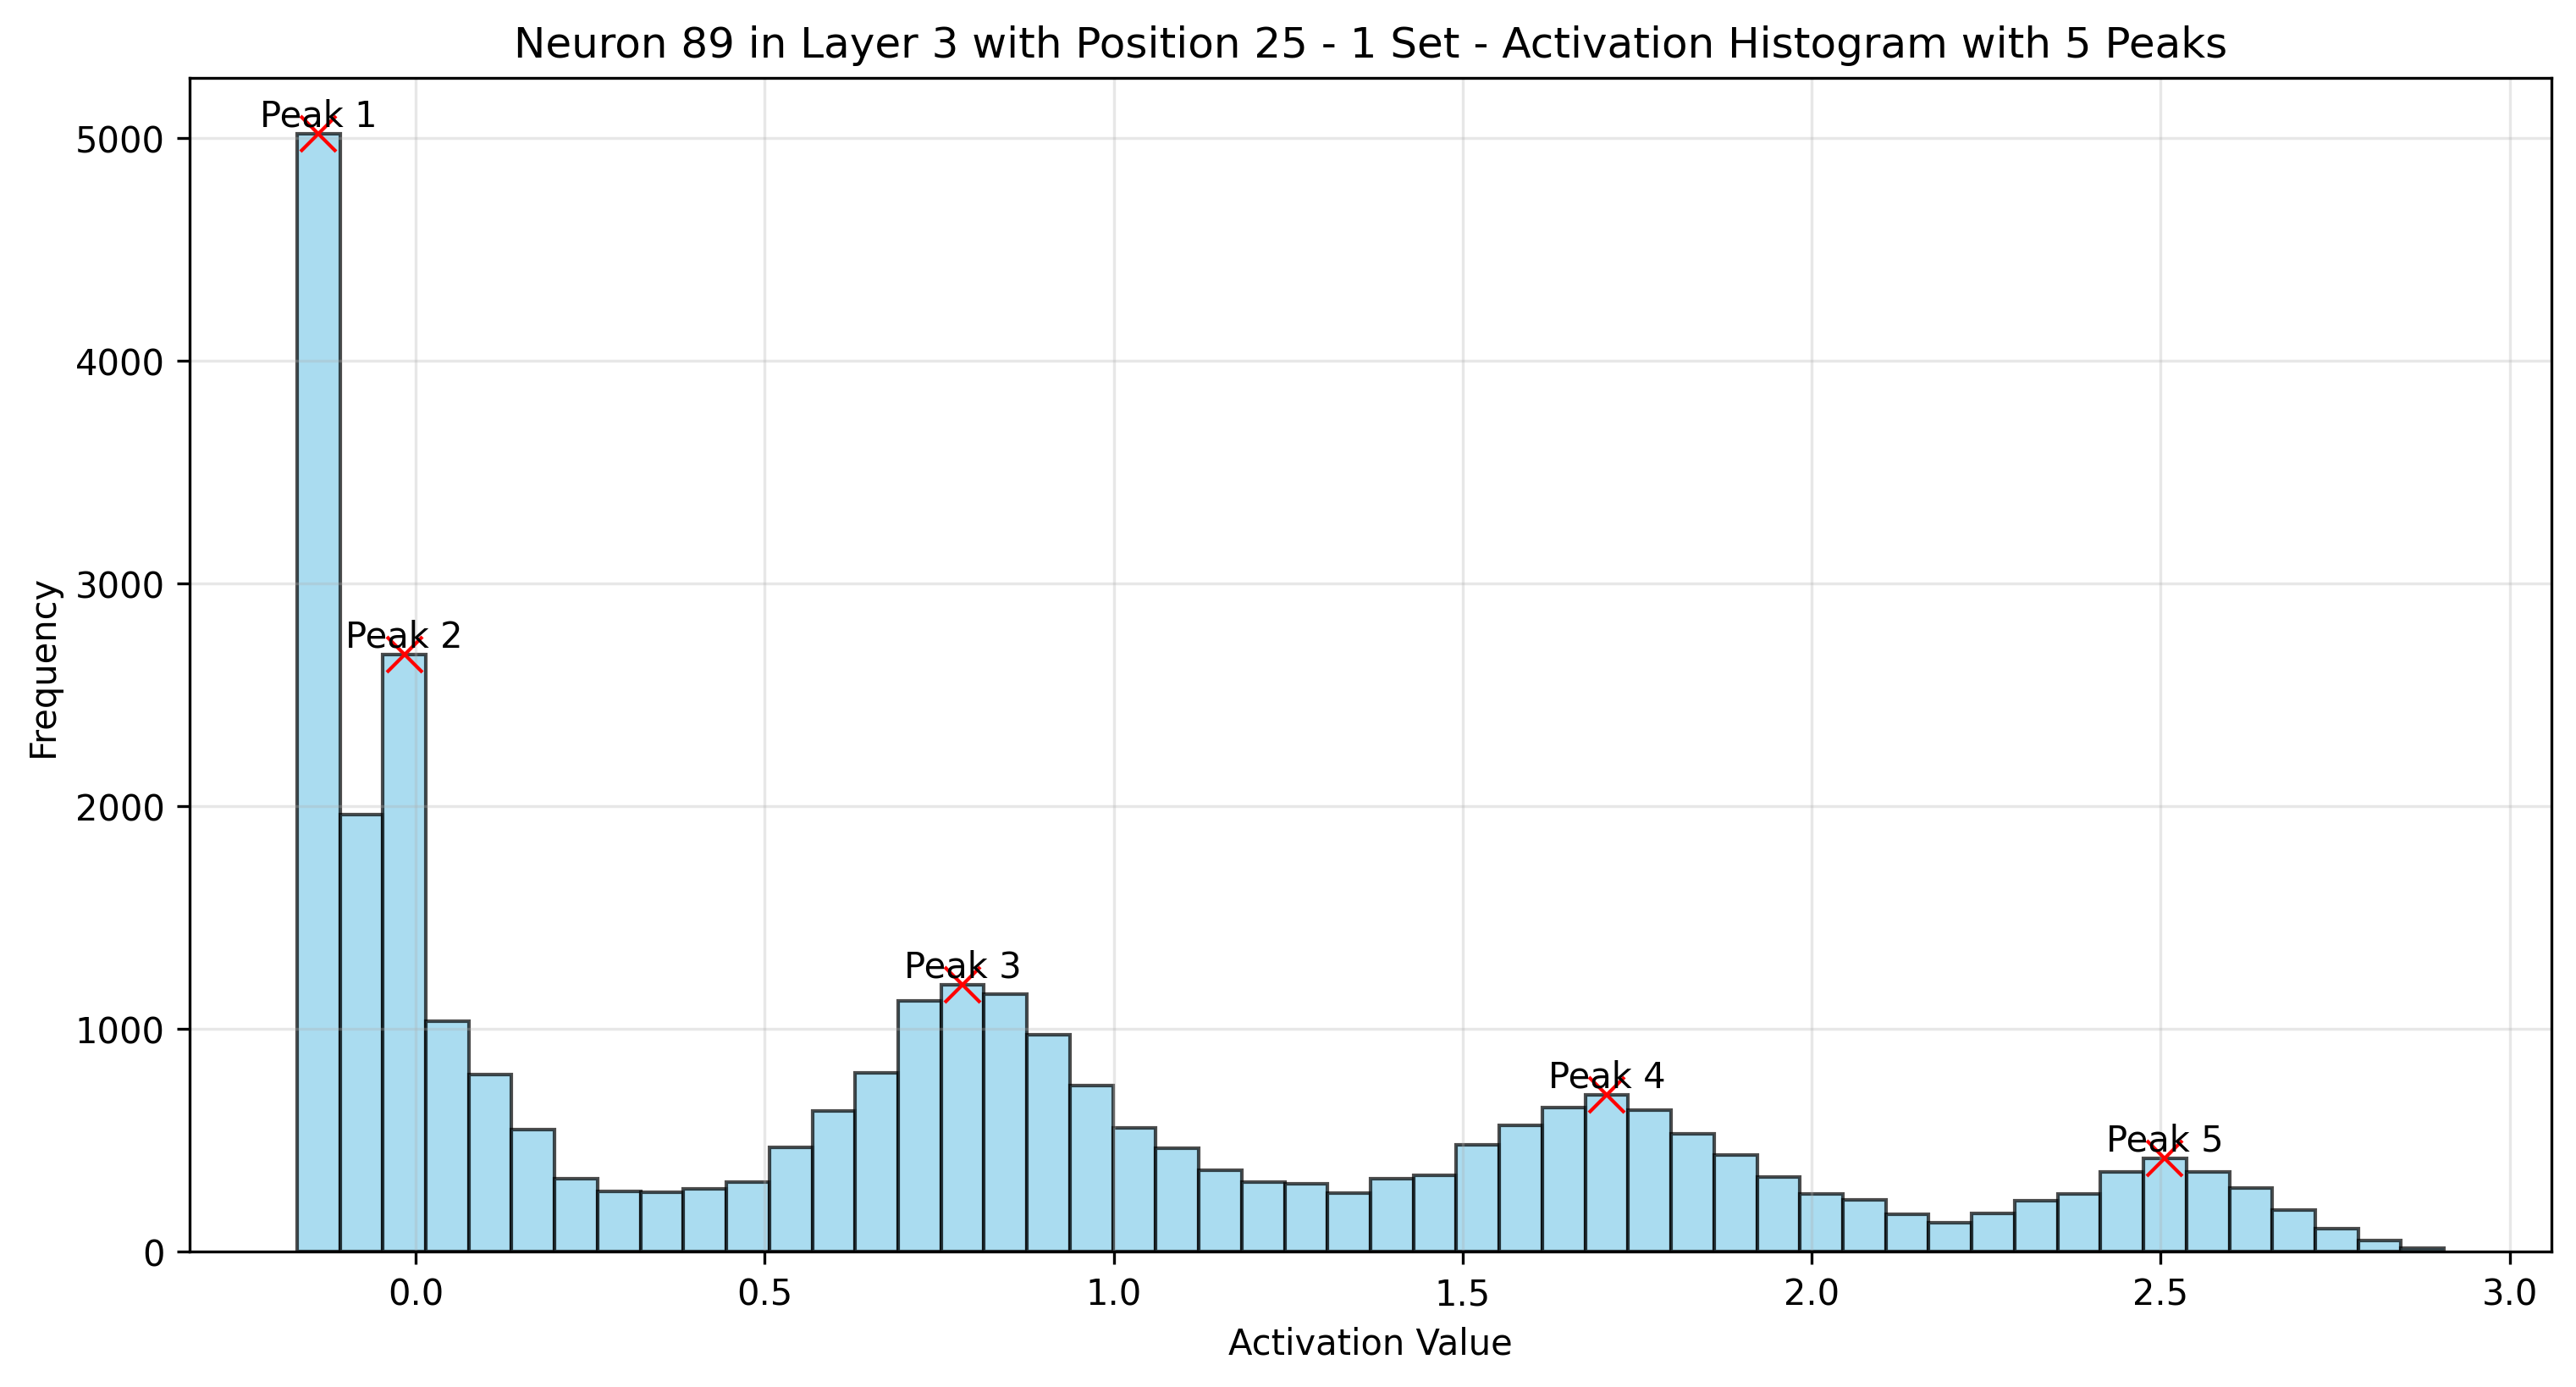 Neuron 89 in Layer 3 with Position 25 - 1 Set - Activation Histogram with 5 Peaks
Peak 1
5000
4000
3000
Peak 2
2000
Peak 3
1000
Peak 4
Peak 5
0
Frequency
0.0 0.5 1.0 1.5 2.0 2.5 3.0
Activation Value